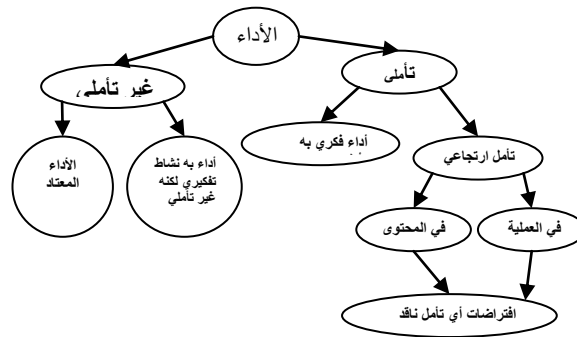 الأداء
تأملى
غير تأملي
أداء فكري به
الأداء
المعتاد
أداء به نشاط
تفكيري لكنه
غير تأملي
تأمل ارتجاعي
في العملية
في المحتوى
افتراضات أي تأمل ناقد